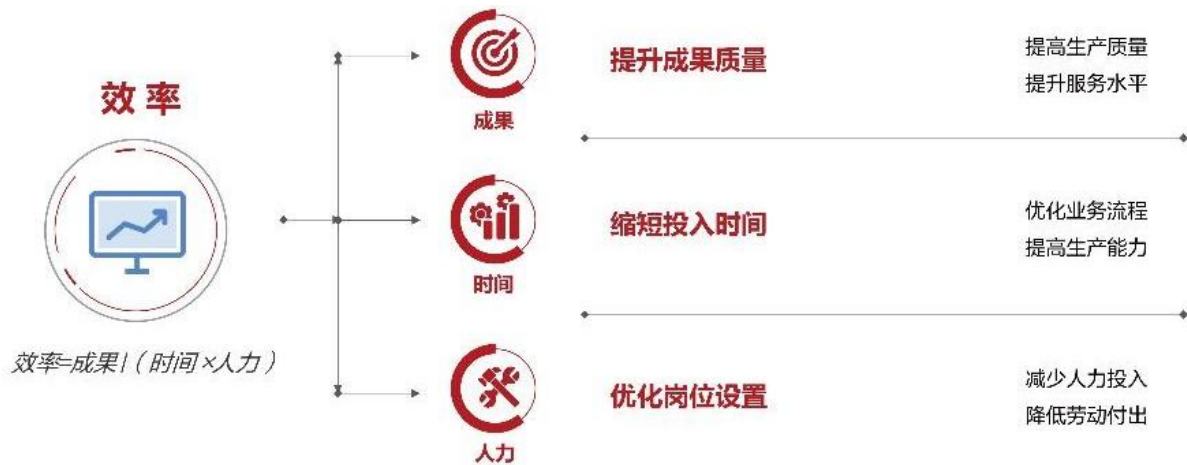 效率
效率=成果/（时间×人力）
成果
提升成果质量
提高生产质量
提升服务水平
时间
缩短投入时间
优化业务流程
提高生产能力
人力
优化岗位设置
减少人力投入
降低劳动付出